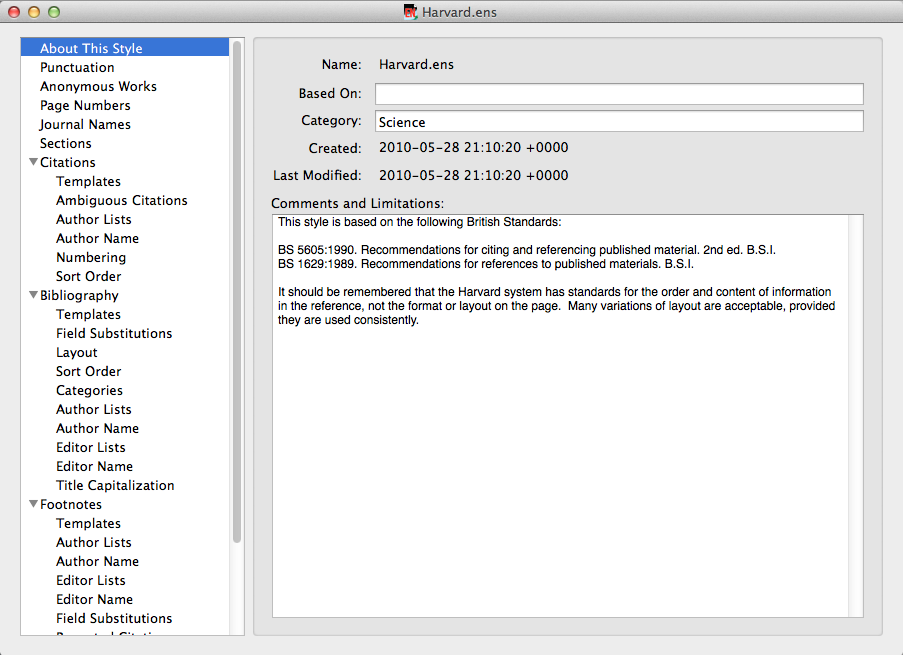 Harvard.ens
About This Style
Punctuation
Anonymous Works
Page Numbers
Journal Names
Sections
Citations
Templates
Ambiguous Citations
Author Lists
Author Name
Numbering
Sort Order
Bibliography
Templates
Field Substitutions
Layout
Sort Order
Categories
Author Lists
Author Name
Editor Lists
Editor Name
Title Capitalization
Footnotes
Templates
Author Lists
Author Name
Editor Lists
Editor Name
Field Substitutions
Name: Harvard.ens
Based On:
Category: Science
Created: 2010-05-28 21:10:20 +0000
Last Modified: 2010-05-28 21:10:20 +0000
Comments and Limitations:
This style is based on the following British Standards:
BS 5605:1990. Recommendations for citing and referencing published material. 2nd ed. B.S.I.
BS 1629:1989. Recommendations for references to published materials. B.S.I.
It should be remembered that the Harvard system has standards for the order and content of information
in the reference, not the format or layout on the page.  Many variations of layout are acceptable, provided
they are used consistently.